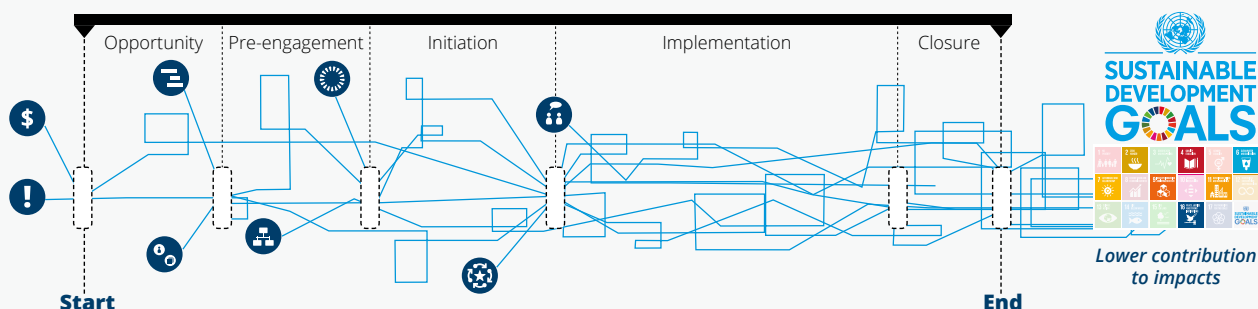 Opportunity
Pre-engagement
Initiation
Implementation
Closure
$
!
Start
End
SUSTAINABLE
DEVELOPMENT
GOALS
Lower contribution
to impacts